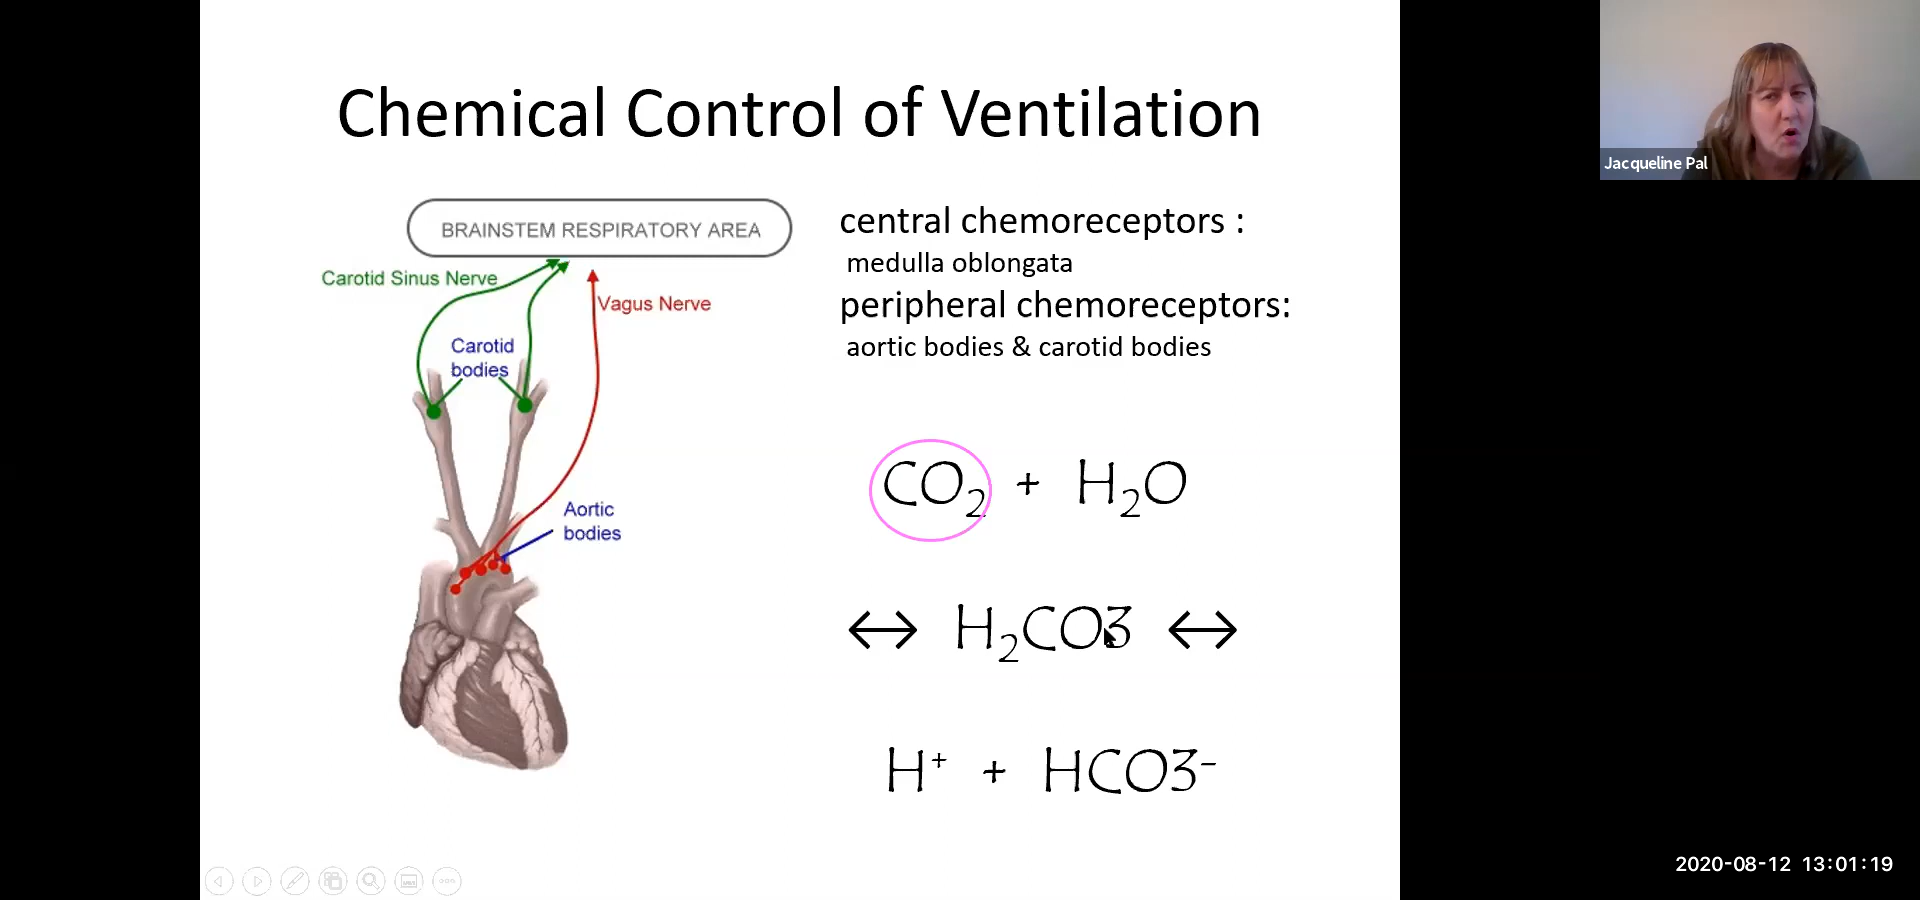 Chemical Control of Ventilation
Jacqueline Pal
BRAINSTEM RESPIRATORY AREA
Carotid Sinus Nerve
Vagus Nerve
Carotid
bodies
Aortic
bodies
central chemoreceptors :
medulla oblongata
peripheral chemoreceptors:
aortic bodies & carotid bodies
CO₂ + H₂O
↔ H₂CO3 ↔
H⁺ + HCO3⁻
2020-08-12 13:01:19